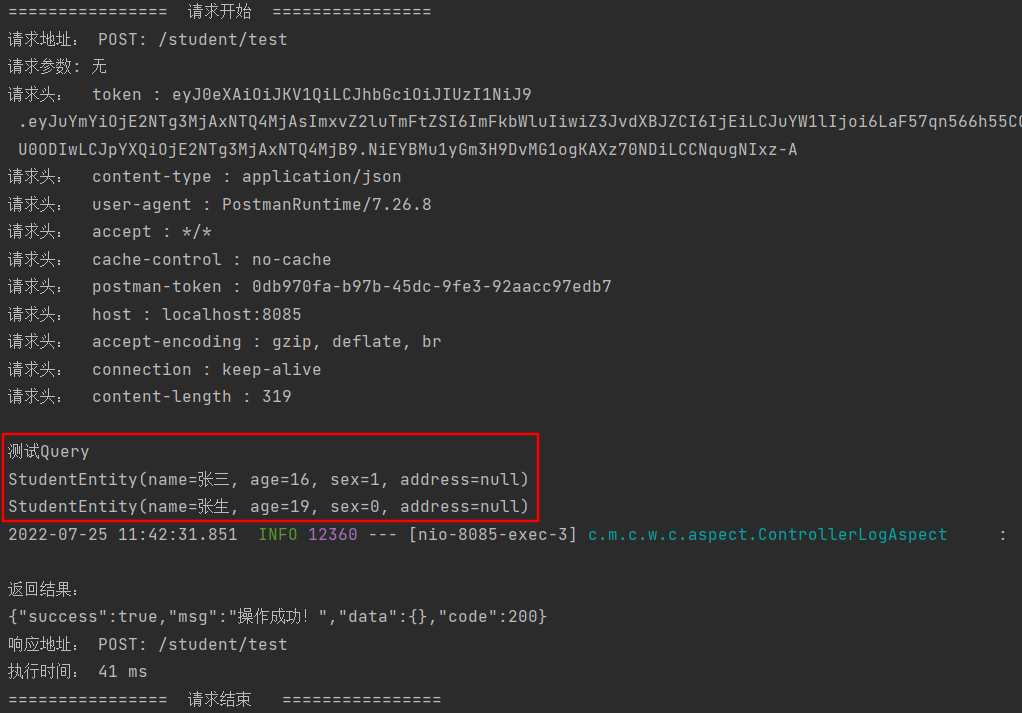 ================  请求开始  ================
请求地址： POST: /student/test
请求参数: 无
请求头：  token : eyJ0eXAiOiJKV1QiLCJhbGciOiJIUzI1NiJ9
.eyJuYmYiOjE2NTg3MjAxNTQ4MjAsImxvZ2luTmFtZSI6ImFkbWluIiwiZ3JvdXBJZCI6IjEiLCJuYW1lIjoi6LaF57qn566h55CG
U0ODIwLCJpYXQiOjE2NTg3MjAxNTQ4MjB9.NiEYBMu1yGm3H9DvMG1ogKAXz70NDiLCCNqugNIxz-A
请求头：  content-type : application/json
请求头：  user-agent : PostmanRuntime/7.26.8
请求头：  accept : */*
请求头：  cache-control : no-cache
请求头：  postman-token : 0db970fa-b97b-45dc-9fe3-92aacc97edb7
请求头：  host : localhost:8085
请求头：  accept-encoding : gzip, deflate, br
请求头：  connection : keep-alive
请求头：  content-length : 319
测试Query
StudentEntity(name=张三, age=16, sex=1, address=null)
StudentEntity(name=张生, age=19, sex=0, address=null)
2022-07-25 11:42:31.851  INFO 12360 --- [nio-8085-exec-3] c.m.c.w.c.aspect.ControllerLogAspect     :
返回结果：
{"success":true,"msg":"操作成功！","data":{},"code":200}
响应地址： POST: /student/test
执行时间： 41 ms
================  请求结束   ================